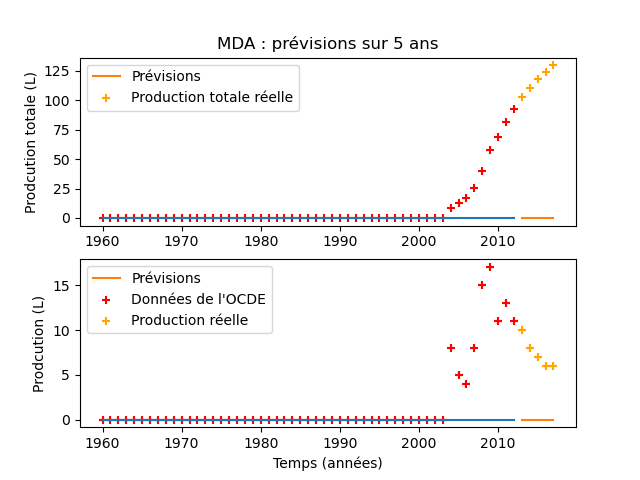 MDA : prévisions sur 5 ans
Prodcution totale (L)
125
100
75
50
25
0
Prévisions
Production totale réelle
1960 1970 1980 1990 2000 2010
Prodcution (L)
15
10
5
0
Prévisions
Données de l'OCDE
Production réelle
1960 1970 1980 1990 2000 2010
Temps (années)